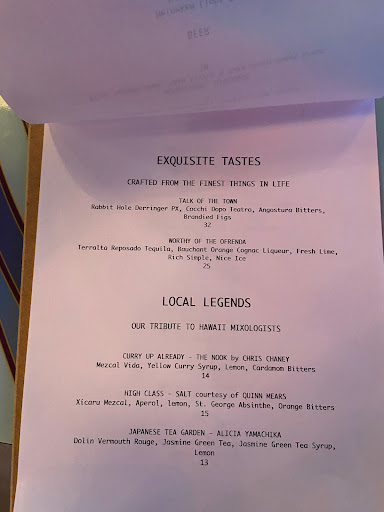 BEER
EXQUISITE TASTES
CRAFTED FROM THE FINEST THINGS IN LIFE
TALK OF THE TOWN
Rabbit Hole Derringer PX, Cocchi Dopo Teatro, Angostura Bitters,
Brandied Figs
32
WORTHY OF THE OFRENDA
Terralta Reposado Tequila, Bauchant Orange Cognac Liqueur, Fresh Lime,
Rich Simple, Nice Ice
25
LOCAL LEGENDS
OUR TRIBUTE TO HAWAII MIXOLOGISTS
CURRY UP ALREADY - THE NOOK by CHRIS CHANEY
Mezcal Vida, Yellow Curry Syrup, Lemon, Cardamom Bitters
14
HIGH CLASS - SALT courtesy of QUINN MEARS
Xicaru Mezcal, Aperol, lemon, St. George Absinthe, Orange Bitters
15
JAPANESE TEA GARDEN - ALICIA YAMACHIKA
Dolin Vermouth Rouge, Jasmine Green Tea, Jasmine Green Tea Syrup,
Lemon
13